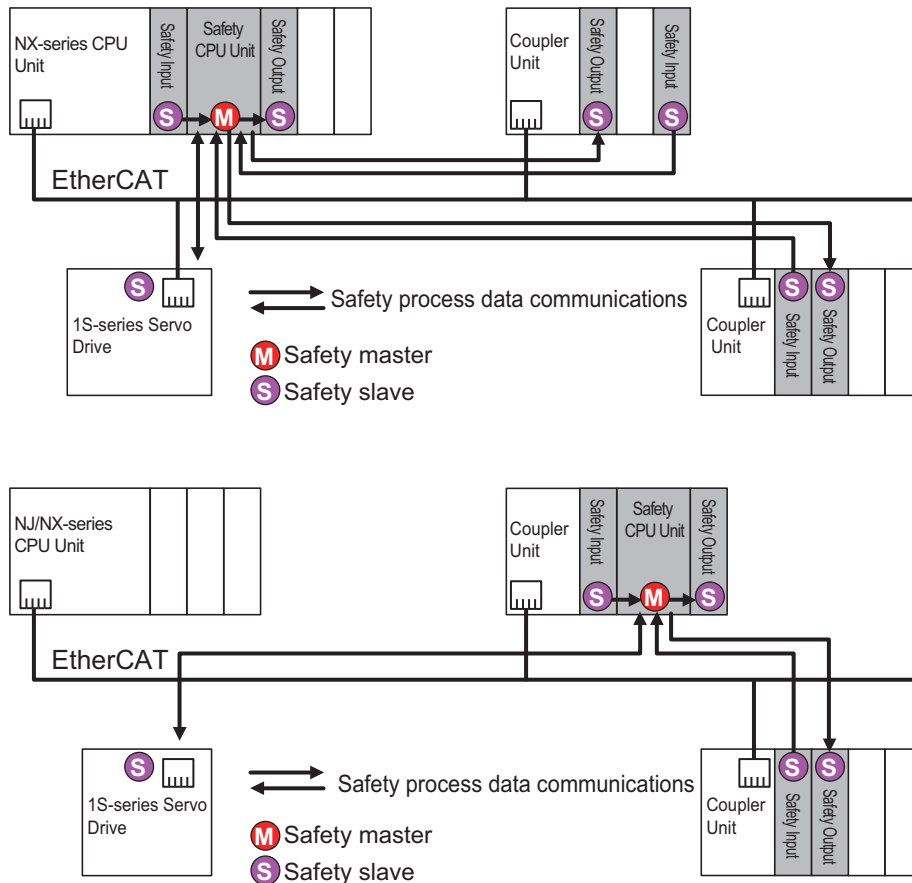 NX-series CPU
Unit
Safety Input
Safety
CPU Unit
Safety Output
Coupler
Unit
Safety Output
Safety Input
S
M
S
S
S
EtherCAT
S
1S-series Servo
Drive
Safety process data communications
M Safety master
S Safety slave
S
S
Coupler
Unit
Safety Input
Safety Output
NJ/NX-series
CPU Unit
Coupler
Unit
Safety Input
Safety
CPU Unit
Safety Output
S
M
S
EtherCAT
S
1S-series Servo
Drive
Safety process data communications
M Safety master
S Safety slave
S
S
Coupler
Unit
Safety Input
Safety Output